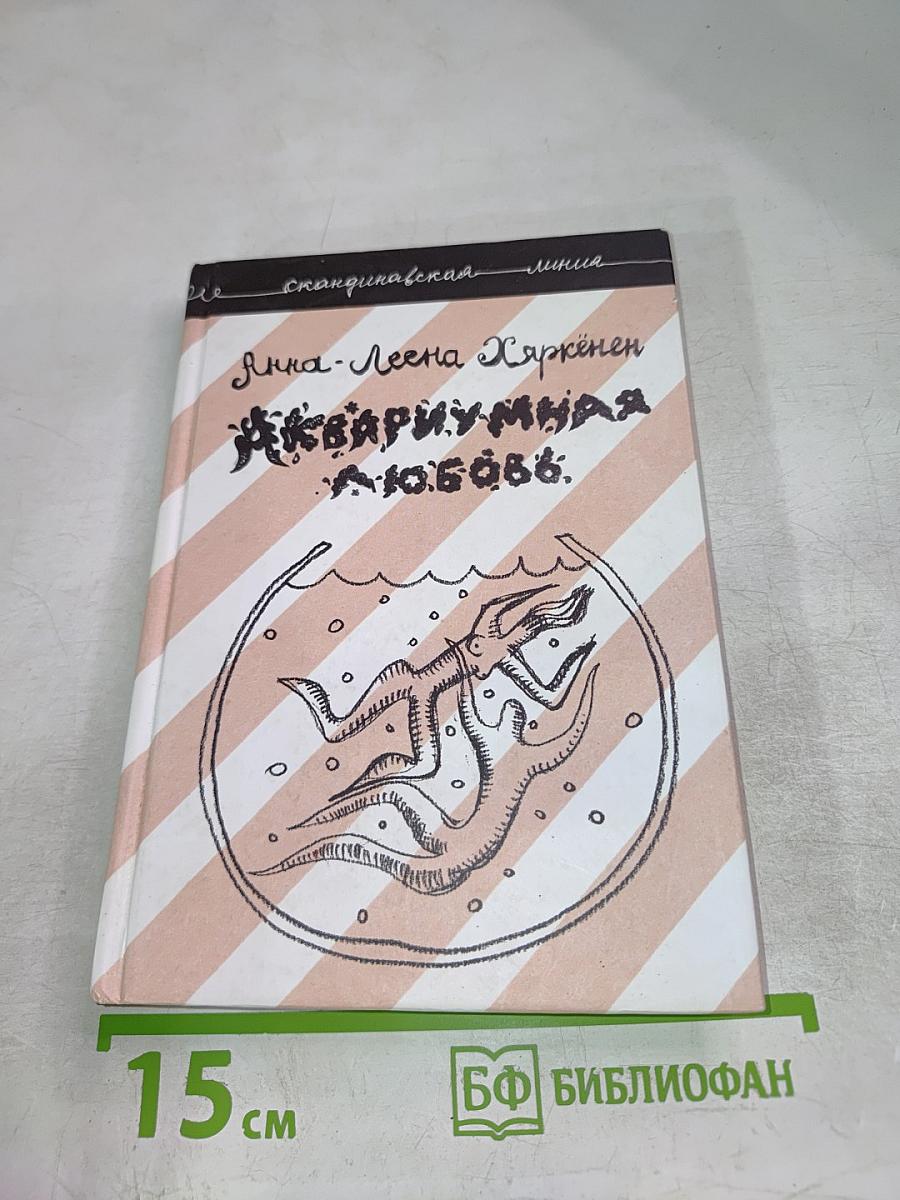 скандинавская линия
Анна-Леена Хяркёнен
Аквариумная
любовь
15 см
БФ БИБЛИОФАН